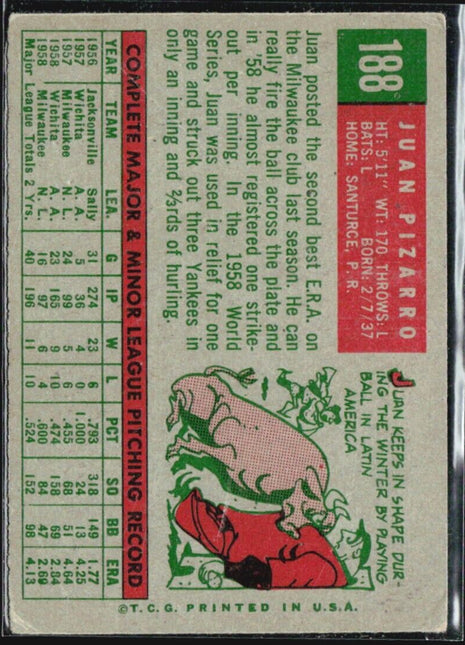 188
JUAN PIZARRO
HT: 5'11" WT: 170 THROWS: L
BATS: L BORN: 2/7/37
HOME: SANTURCE, P. R.
Juan posted the second best E.R.A. on
the Milwaukee club last season. He can
really fire the ball across the plate and
in '58 he almost registered one strike-
out per inning. In the 1958 World
Series, Juan was used in relief for one
game and struck out three Yankees in
only an inning and ⅔rds of hurling.
JUAN KEEPS IN SHAPE DUR-
ING THE WINTER BY PLAYING
BALL IN LATIN
AMERICA
COMPLETE MAJOR & MINOR LEAGUE PITCHING RECORD
YEAR TEAM LEA. G IP W L PCT SO BB ERA
1956 Jacksonville Sally 31 274 23 6 .793 318 149 1.77
1957 Wichita A. A. 5 36 4 0 1.000 24 13 4.25
1957 Milwaukee N. L. 24 99 5 6 .455 68 51 4.64
1958 Wichita A. A. 23 9 10 .474 2.84
1958 Milwaukee N. L. 16 97 6 4 .600 84 47 2.69
Major League Totals 2 Yrs. 40 196 11 10 .524 152 98 4.13
©T.C.G. PRINTED IN U.S.A.